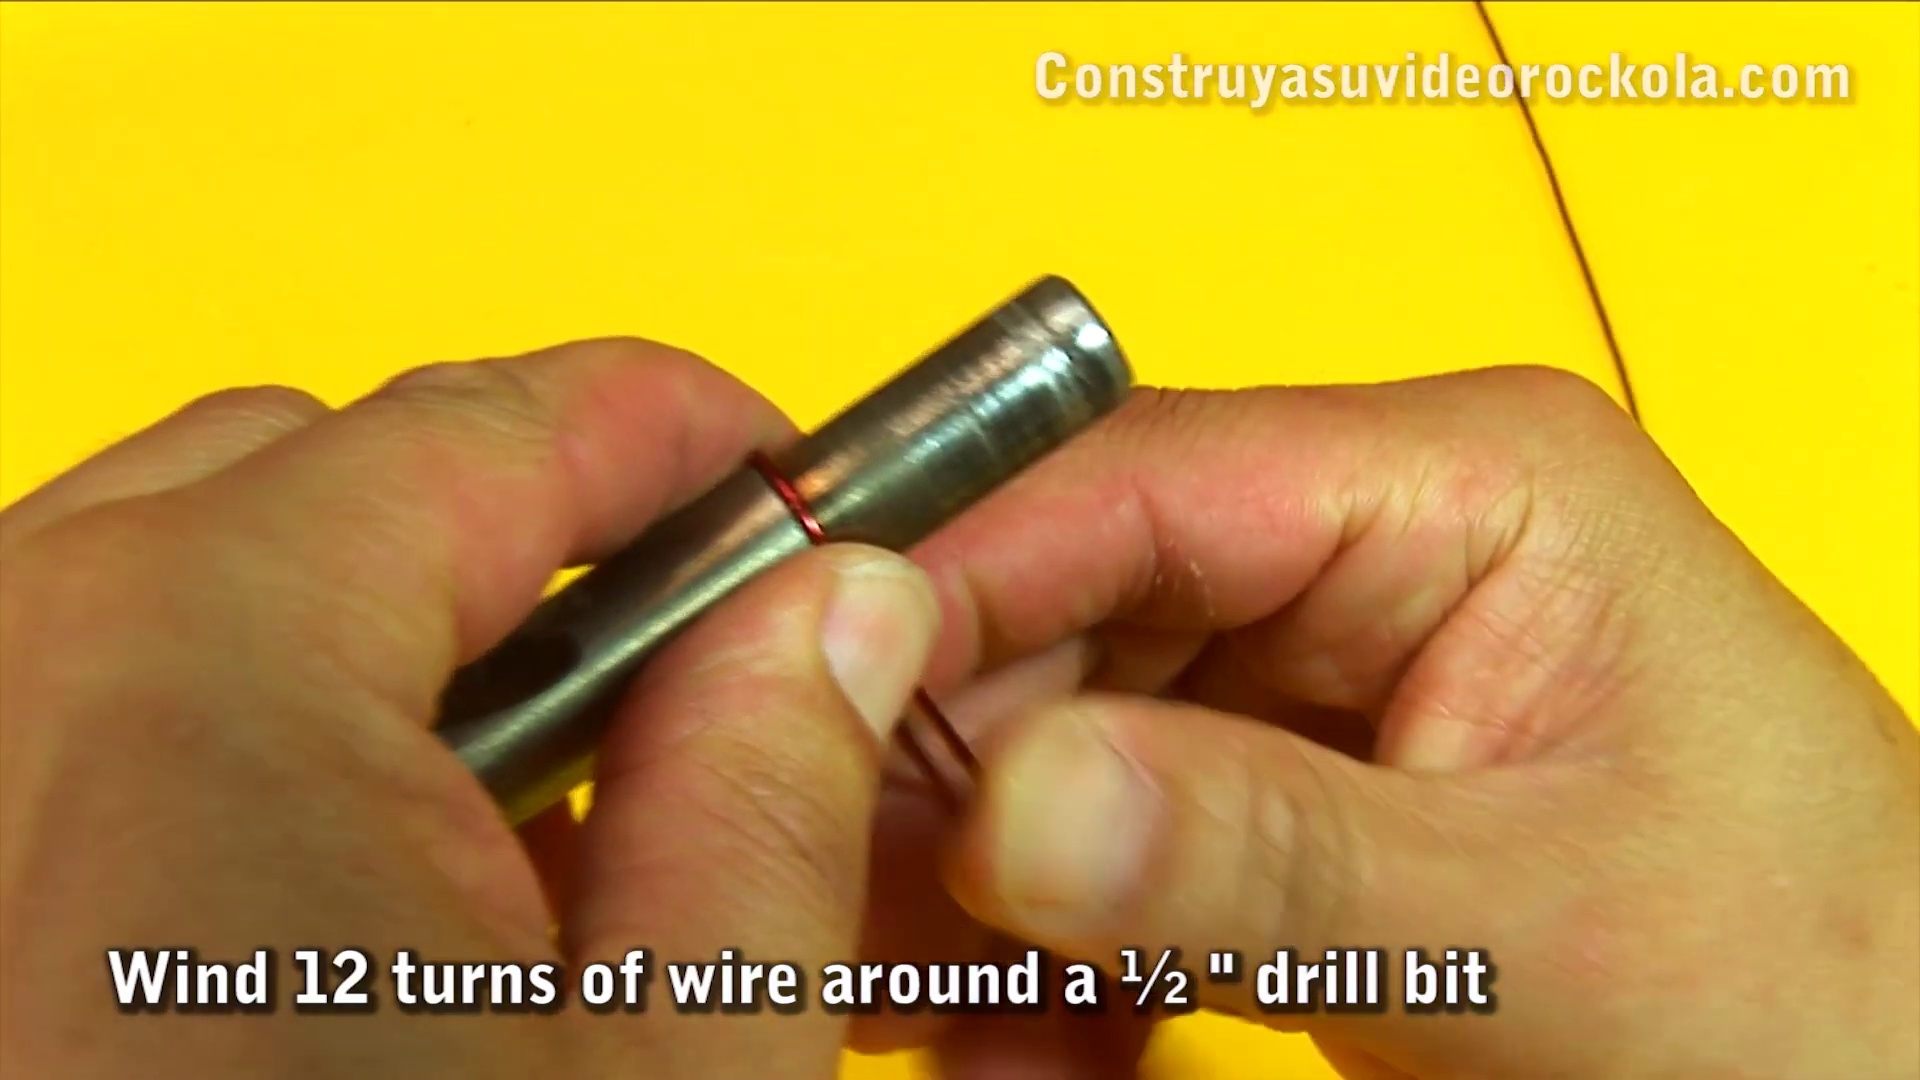 Construyasuvideorockola.com
Wind 12 turns of wire around a ½ " drill bit